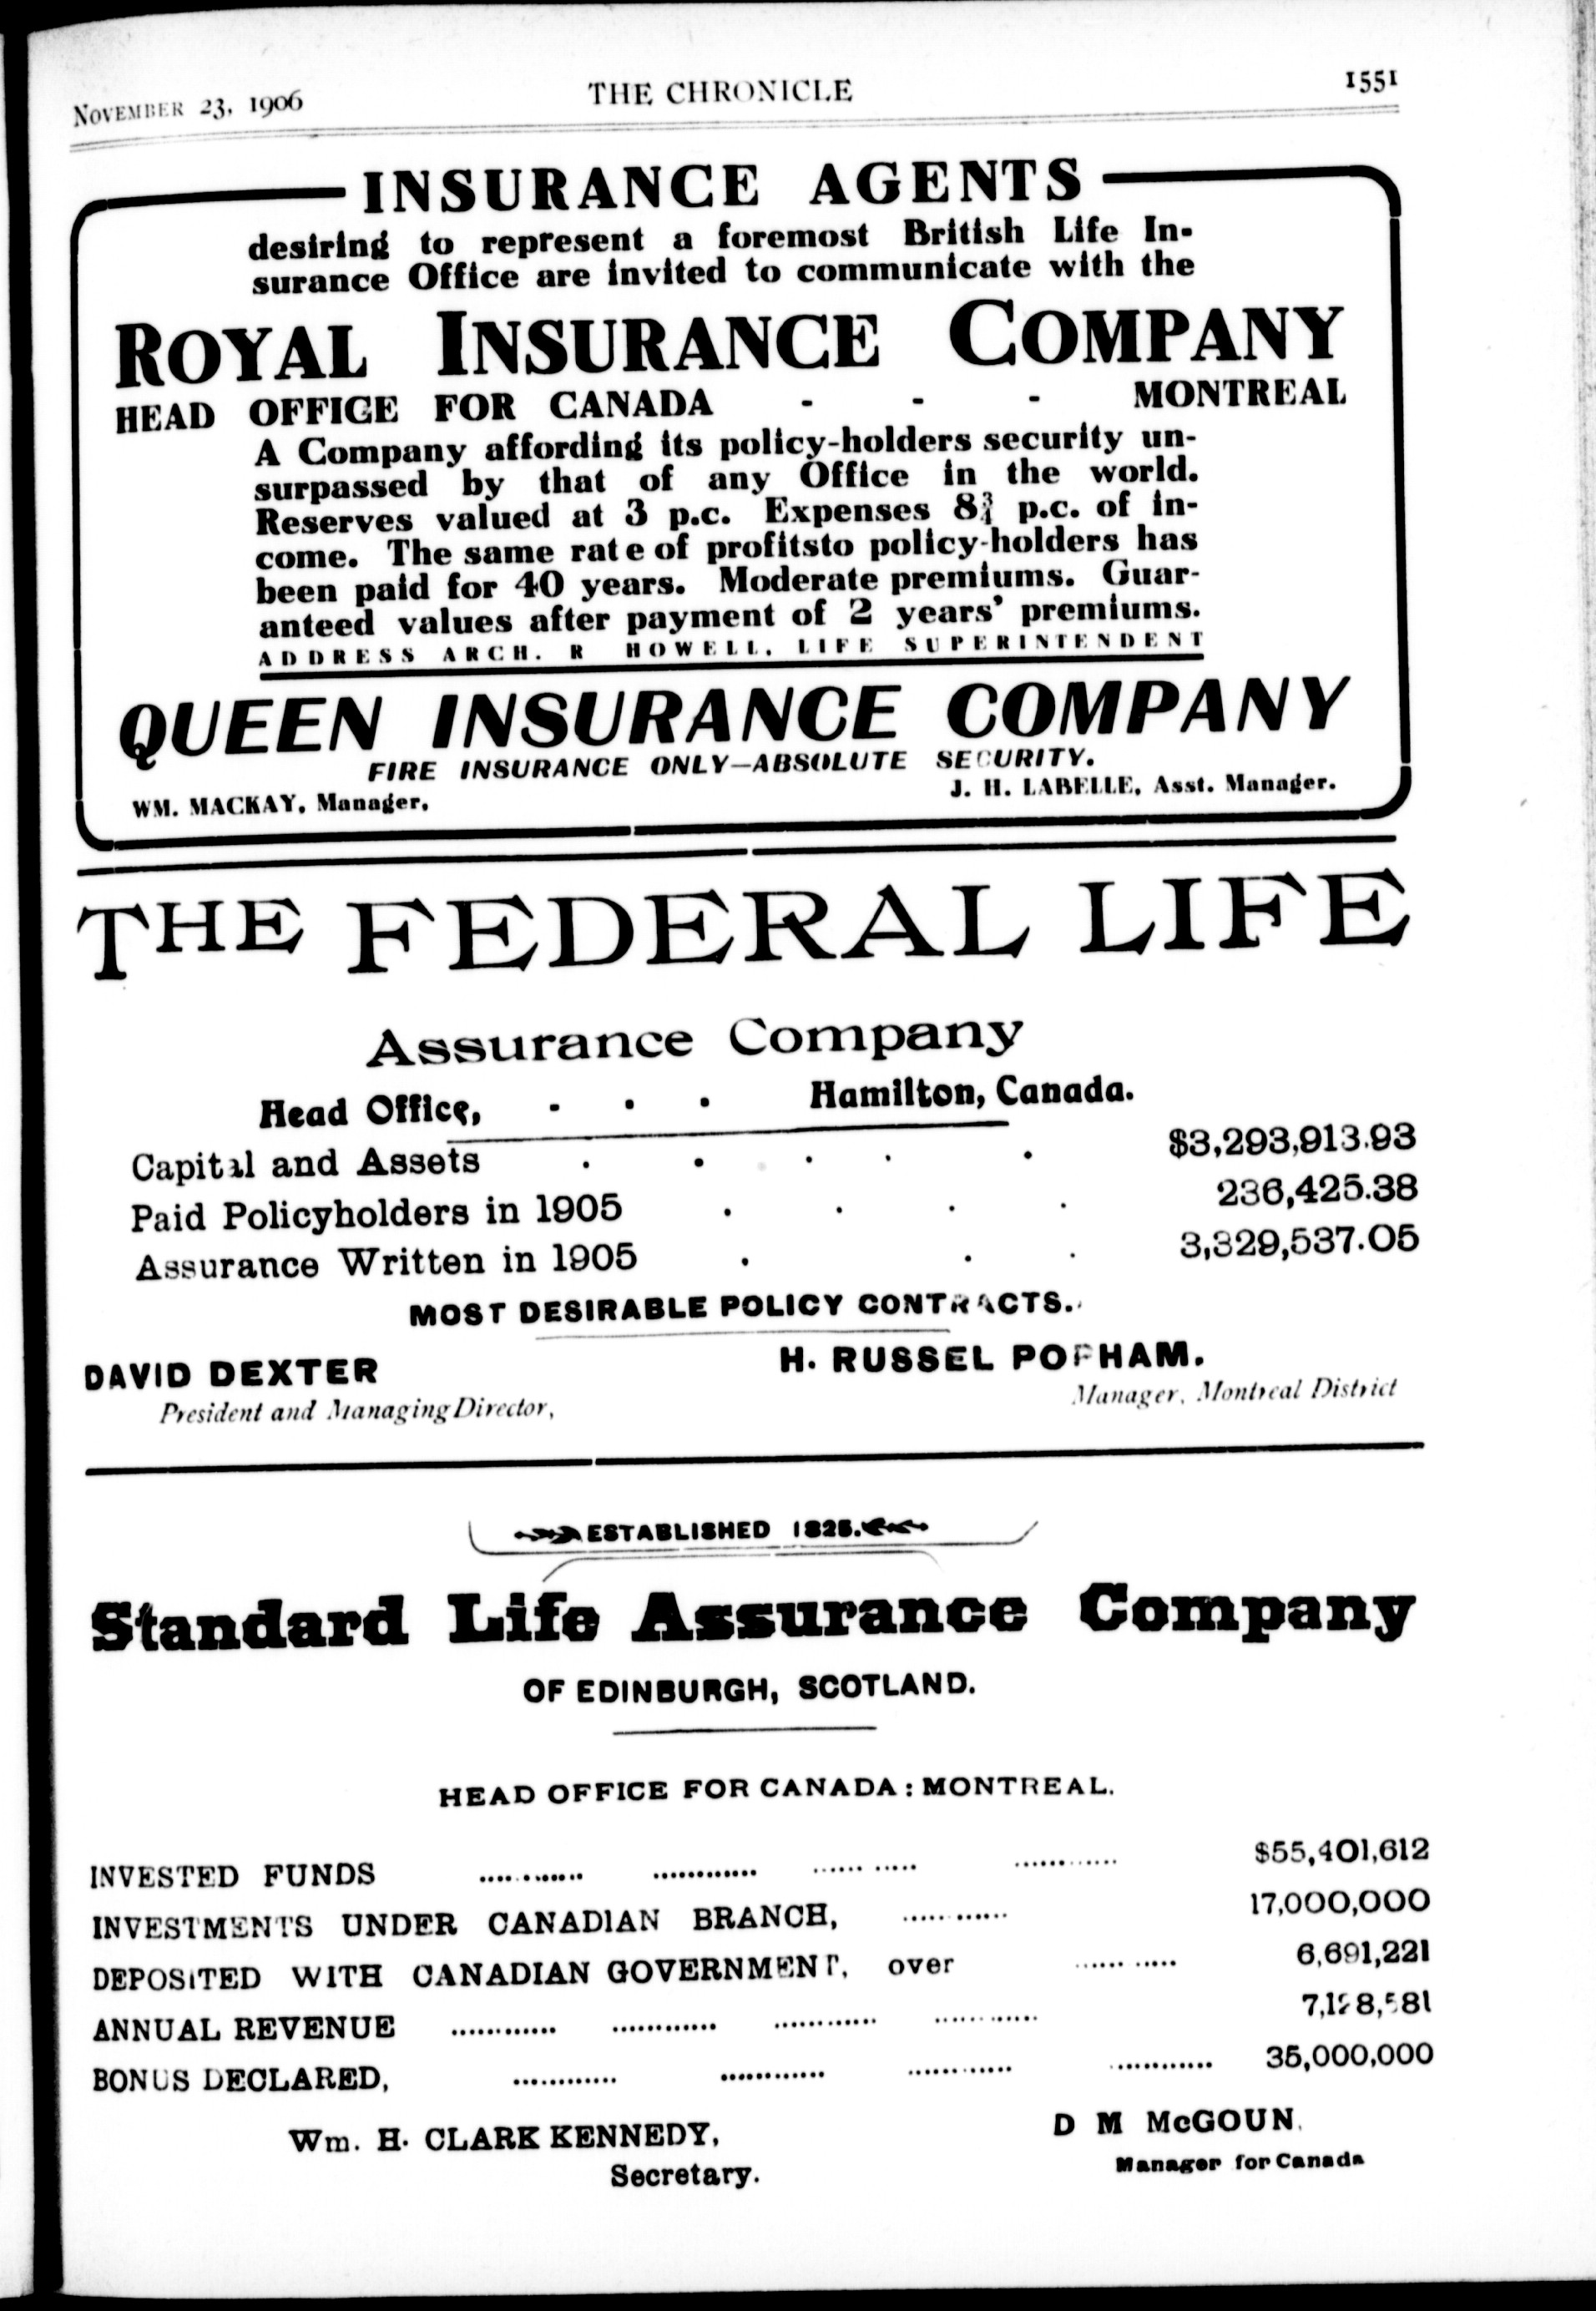 NOVEMBER 23, 1906 THE CHRONICLE 1551
INSURANCE AGENTS
desiring to represent a foremost British Life In-
surance Office are invited to communicate with the
ROYAL INSURANCE COMPANY
HEAD OFFICE FOR CANADA - - - MONTREAL
A Company affording its policy-holders security un-
surpassed by that of any Office in the world.
Reserves valued at 3 p.c. Expenses 8¾ p.c. of in-
come. The same rate of profitsto policy-holders has
been paid for 40 years. Moderate premiums. Guar-
anteed values after payment of 2 years' premiums.
ADDRESS ARCH. R HOWELL, LIFE SUPERINTENDENT
QUEEN INSURANCE COMPANY
FIRE INSURANCE ONLY—ABSOLUTE SECURITY.
WM. MACKAY, Manager, J. H. LABELLE, Asst. Manager.
THE FEDERAL LIFE
Assurance Company
Head Office, - . . Hamilton, Canada.
Capital and Assets . . . . . $3,293,913.93
Paid Policyholders in 1905 . . . . 236,425.38
Assurance Written in 1905 . . . 3,329,537.05
MOST DESIRABLE POLICY CONTRACTS.
DAVID DEXTER H. RUSSEL POPHAM.
President and Managing Director, Manager, Montreal District
ESTABLISHED 1825.
Standard Life Assurance Company
OF EDINBURGH, SCOTLAND.
HEAD OFFICE FOR CANADA : MONTREAL.
INVESTED FUNDS ............ ............ ............ ............ $55,401,612
INVESTMENTS UNDER CANADIAN BRANCH, ............ 17,000,000
DEPOSITED WITH CANADIAN GOVERNMENT, over ............ 6,691,221
ANNUAL REVENUE ............ ............ ............ ............
BONUS DECLARED, ............ ............ ............ ............ 35,000,000
Wm. H. CLARK KENNEDY, D M McGOUN.
Secretary. Manager for Canada